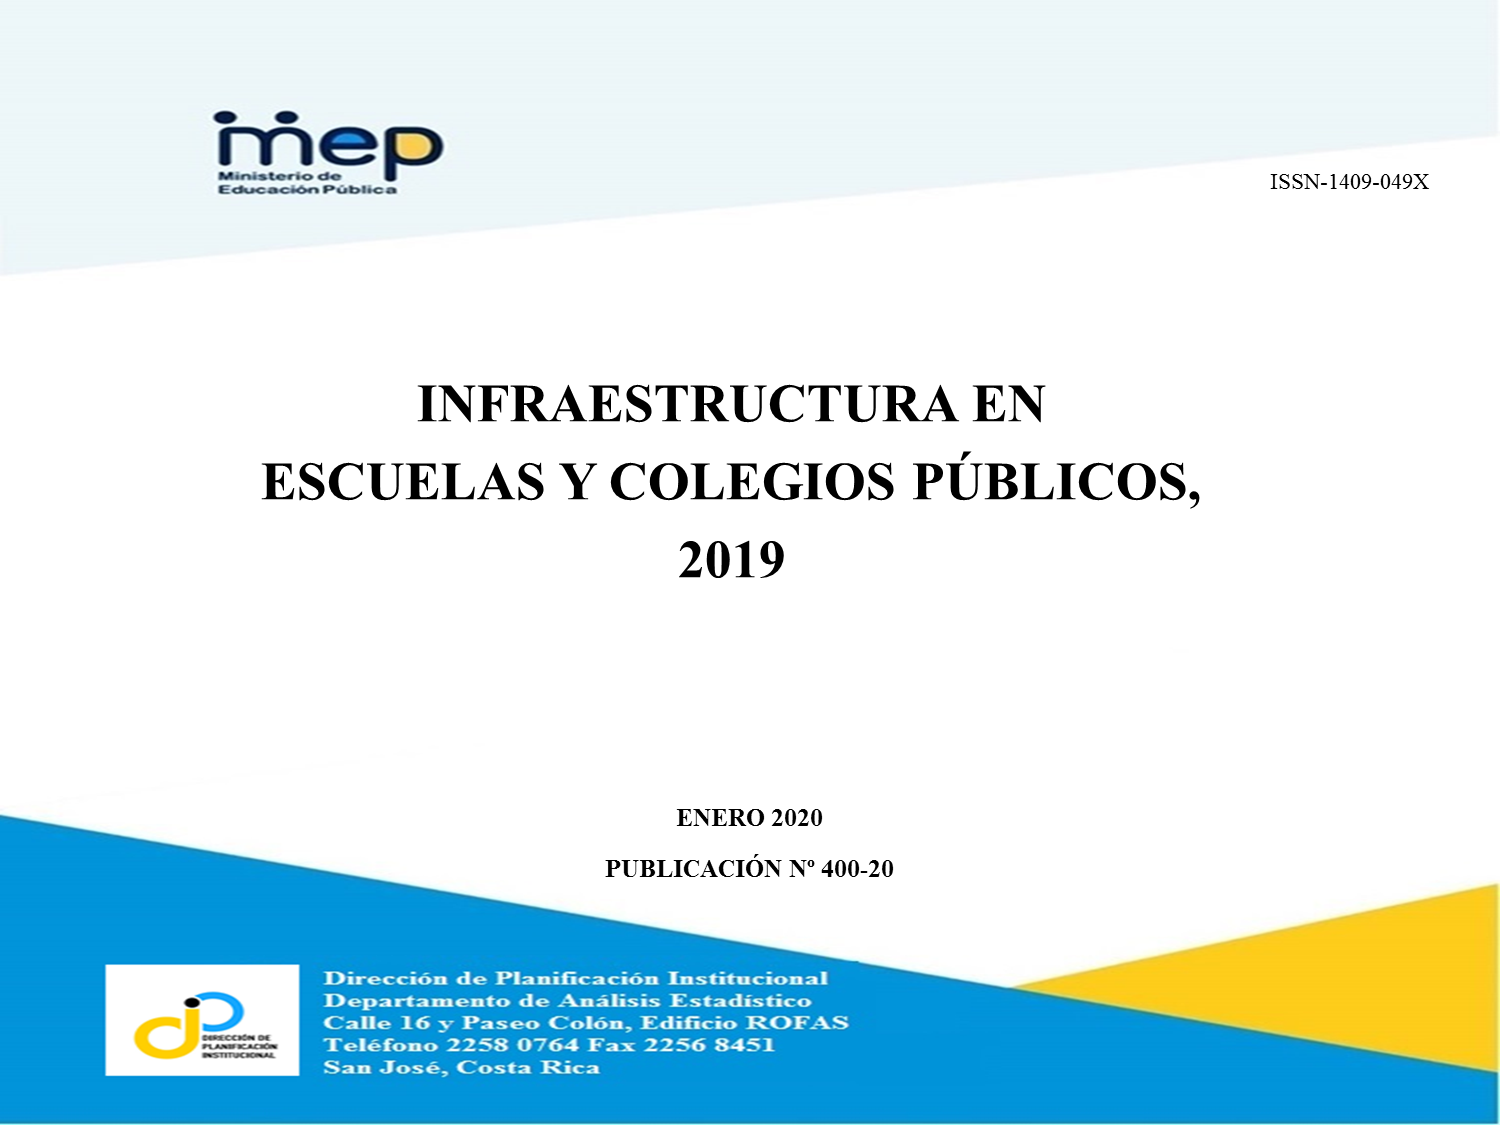 mep
Ministerio de
Educación Pública
ISSN-1409-049X
INFRAESTRUCTURA EN
ESCUELAS Y COLEGIOS PÚBLICOS,
2019
ENERO 2020
PUBLICACIÓN Nº 400-20
DIRECCIÓN DE
PLANIFICACIÓN
INSTITUCIONAL
Dirección de Planificación Institucional
Departamento de Análisis Estadístico
Calle 16 y Paseo Colón, Edificio ROFAS
Teléfono 2258 0764 Fax 2256 8451
San José, Costa Rica